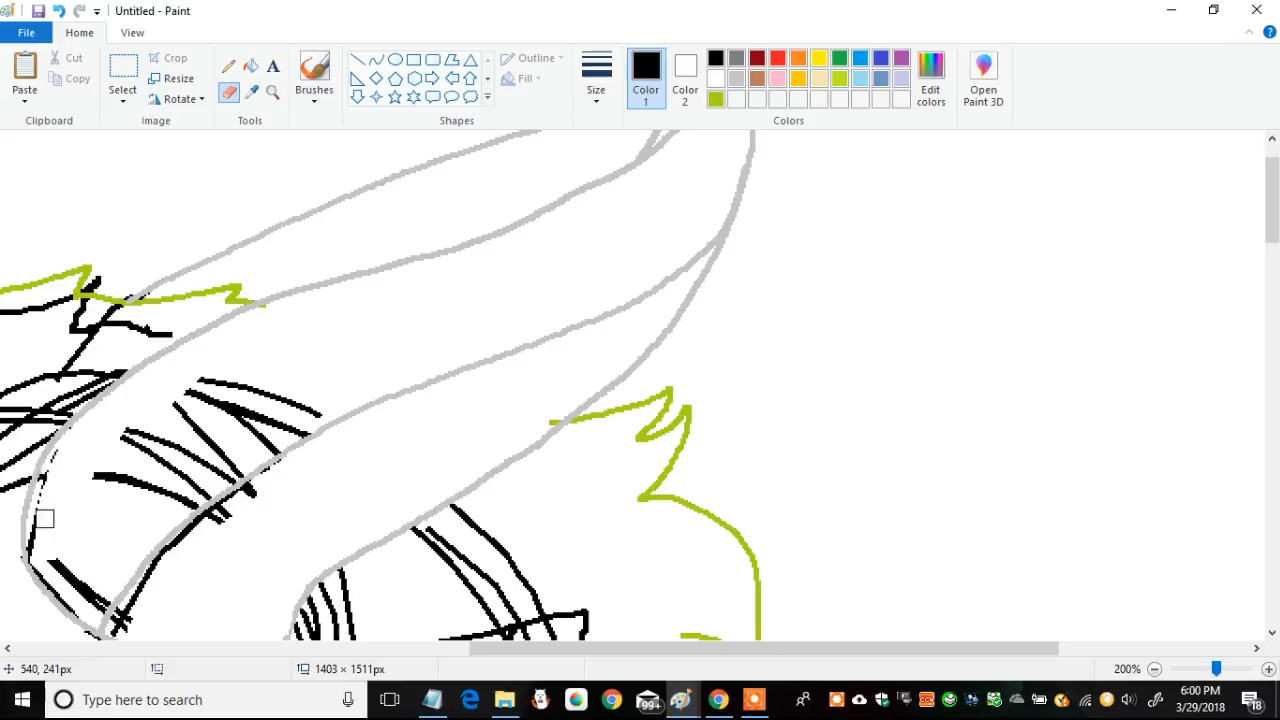 Untitled - Paint
File
Home
View
Paste
Cut
Copy
Clipboard
Select
Crop
Resize
Rotate
Image
A
Tools
Brushes
Outline
Fill
Shapes
Size
Color 1
Color 2
Edit colors
Open Paint 3D
Colors
540, 241px
1403 × 1511px
200%
Type here to search
99+
6:00 PM
3/29/2018
18